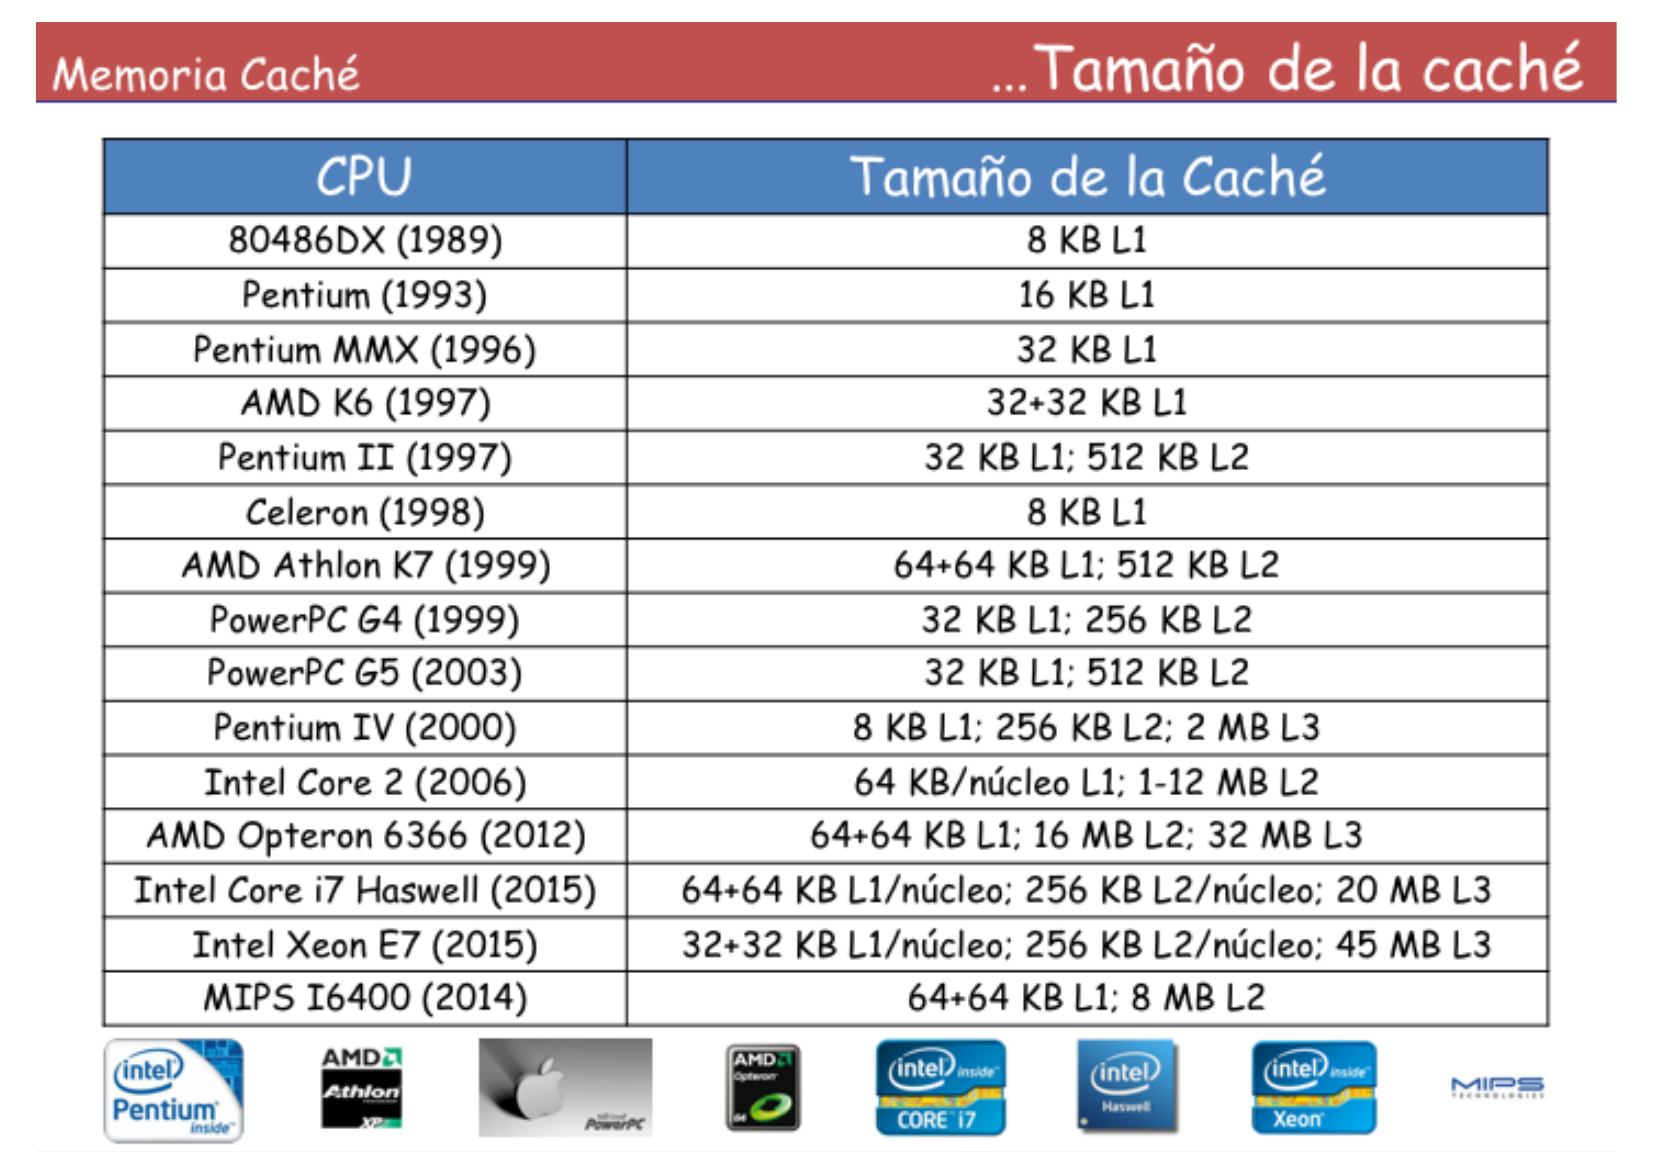 Memoria Caché
...Tamaño de la caché
CPU Tamaño de la Caché
80486DX (1989) 8 KB L1
Pentium (1993) 16 KB L1
Pentium MMX (1996) 32 KB L1
AMD K6 (1997) 32+32 KB L1
Pentium II (1997) 32 KB L1; 512 KB L2
Celeron (1998) 8 KB L1
AMD Athlon K7 (1999) 64+64 KB L1; 512 KB L2
PowerPC G4 (1999) 32 KB L1; 256 KB L2
PowerPC G5 (2003) 32 KB L1; 512 KB L2
Pentium IV (2000) 8 KB L1; 256 KB L2; 2 MB L3
Intel Core 2 (2006) 64 KB/núcleo L1; 1-12 MB L2
AMD Opteron 6366 (2012) 64+64 KB L1; 16 MB L2; 32 MB L3
Intel Core i7 Haswell (2015) 64+64 KB L1/núcleo; 256 KB L2/núcleo; 20 MB L3
Intel Xeon E7 (2015) 32+32 KB L1/núcleo; 256 KB L2/núcleo; 45 MB L3
MIPS I6400 (2014) 64+64 KB L1; 8 MB L2
intel
Pentium
inside
AMD
Athlon
XP
PowerPC
AMD
Opteron
64
intel inside
CORE i7
intel
Haswell
intel inside
Xeon
MIPS
TECHNOLOGIES